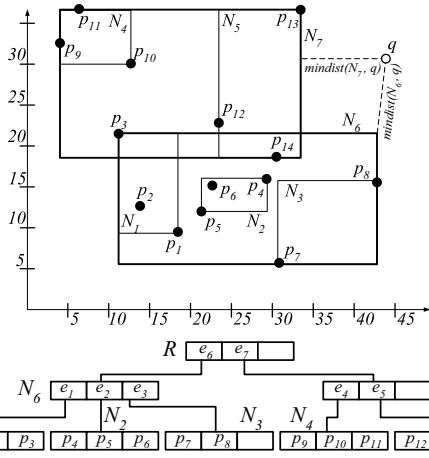 p11 N4 N5 p13
30 p9 p10 N7 q
mindist(N7, q)
mindist(N6, q)
25
p12
20 p3 N6
p14
15 p2 p6 p4 N3 p8
10 N1 p1 p5 N2
5 p7
5 10 15 20 25 30 35 40 45
R e6 e7
N6 e1 e2 e3 e4 e5
N2 N3 N4
p3 p4 p5 p6 p7 p8 p9 p10 p11 p12